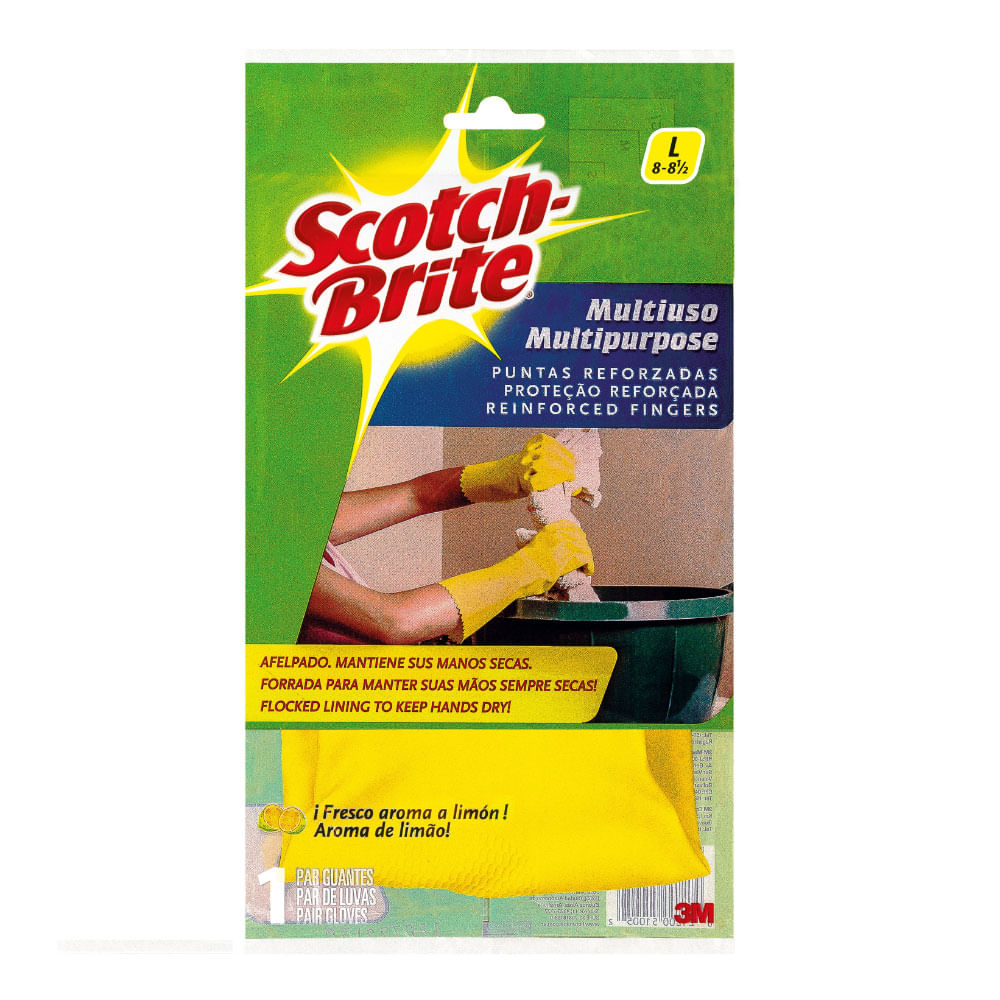 L
8-8½
Scotch-
Brite®
Multiuso
Multipurpose
PUNTAS REFORZADAS
PROTEÇÃO REFORÇADA
REINFORCED FINGERS
AFELPADO. MANTIENE SUS MANOS SECAS.
FORRADA PARA MANTER SUAS MÃOS SEMPRE SECAS!
FLOCKED LINING TO KEEP HANDS DRY!
¡Fresco aroma a limón!
Aroma de limão!
1 PAR GUANTES
PAR DE LUVAS
PAIR GLOVES
3M